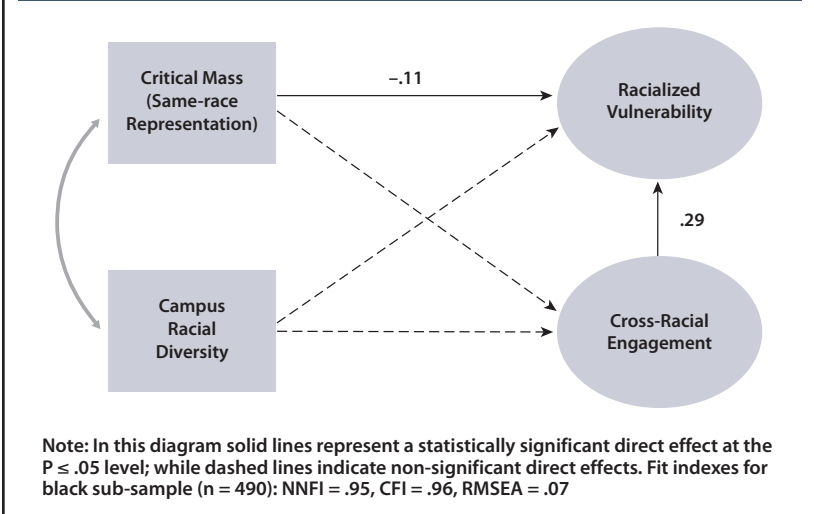 Critical Mass
(Same-race
Representation)
–.11
Racialized
Vulnerability
.29
Campus
Racial
Diversity
Cross-Racial
Engagement
Note: In this diagram solid lines represent a statistically significant direct effect at the
P ≤ .05 level; while dashed lines indicate non-significant direct effects. Fit indexes for
black sub-sample (n = 490): NNFI = .95, CFI = .96, RMSEA = .07